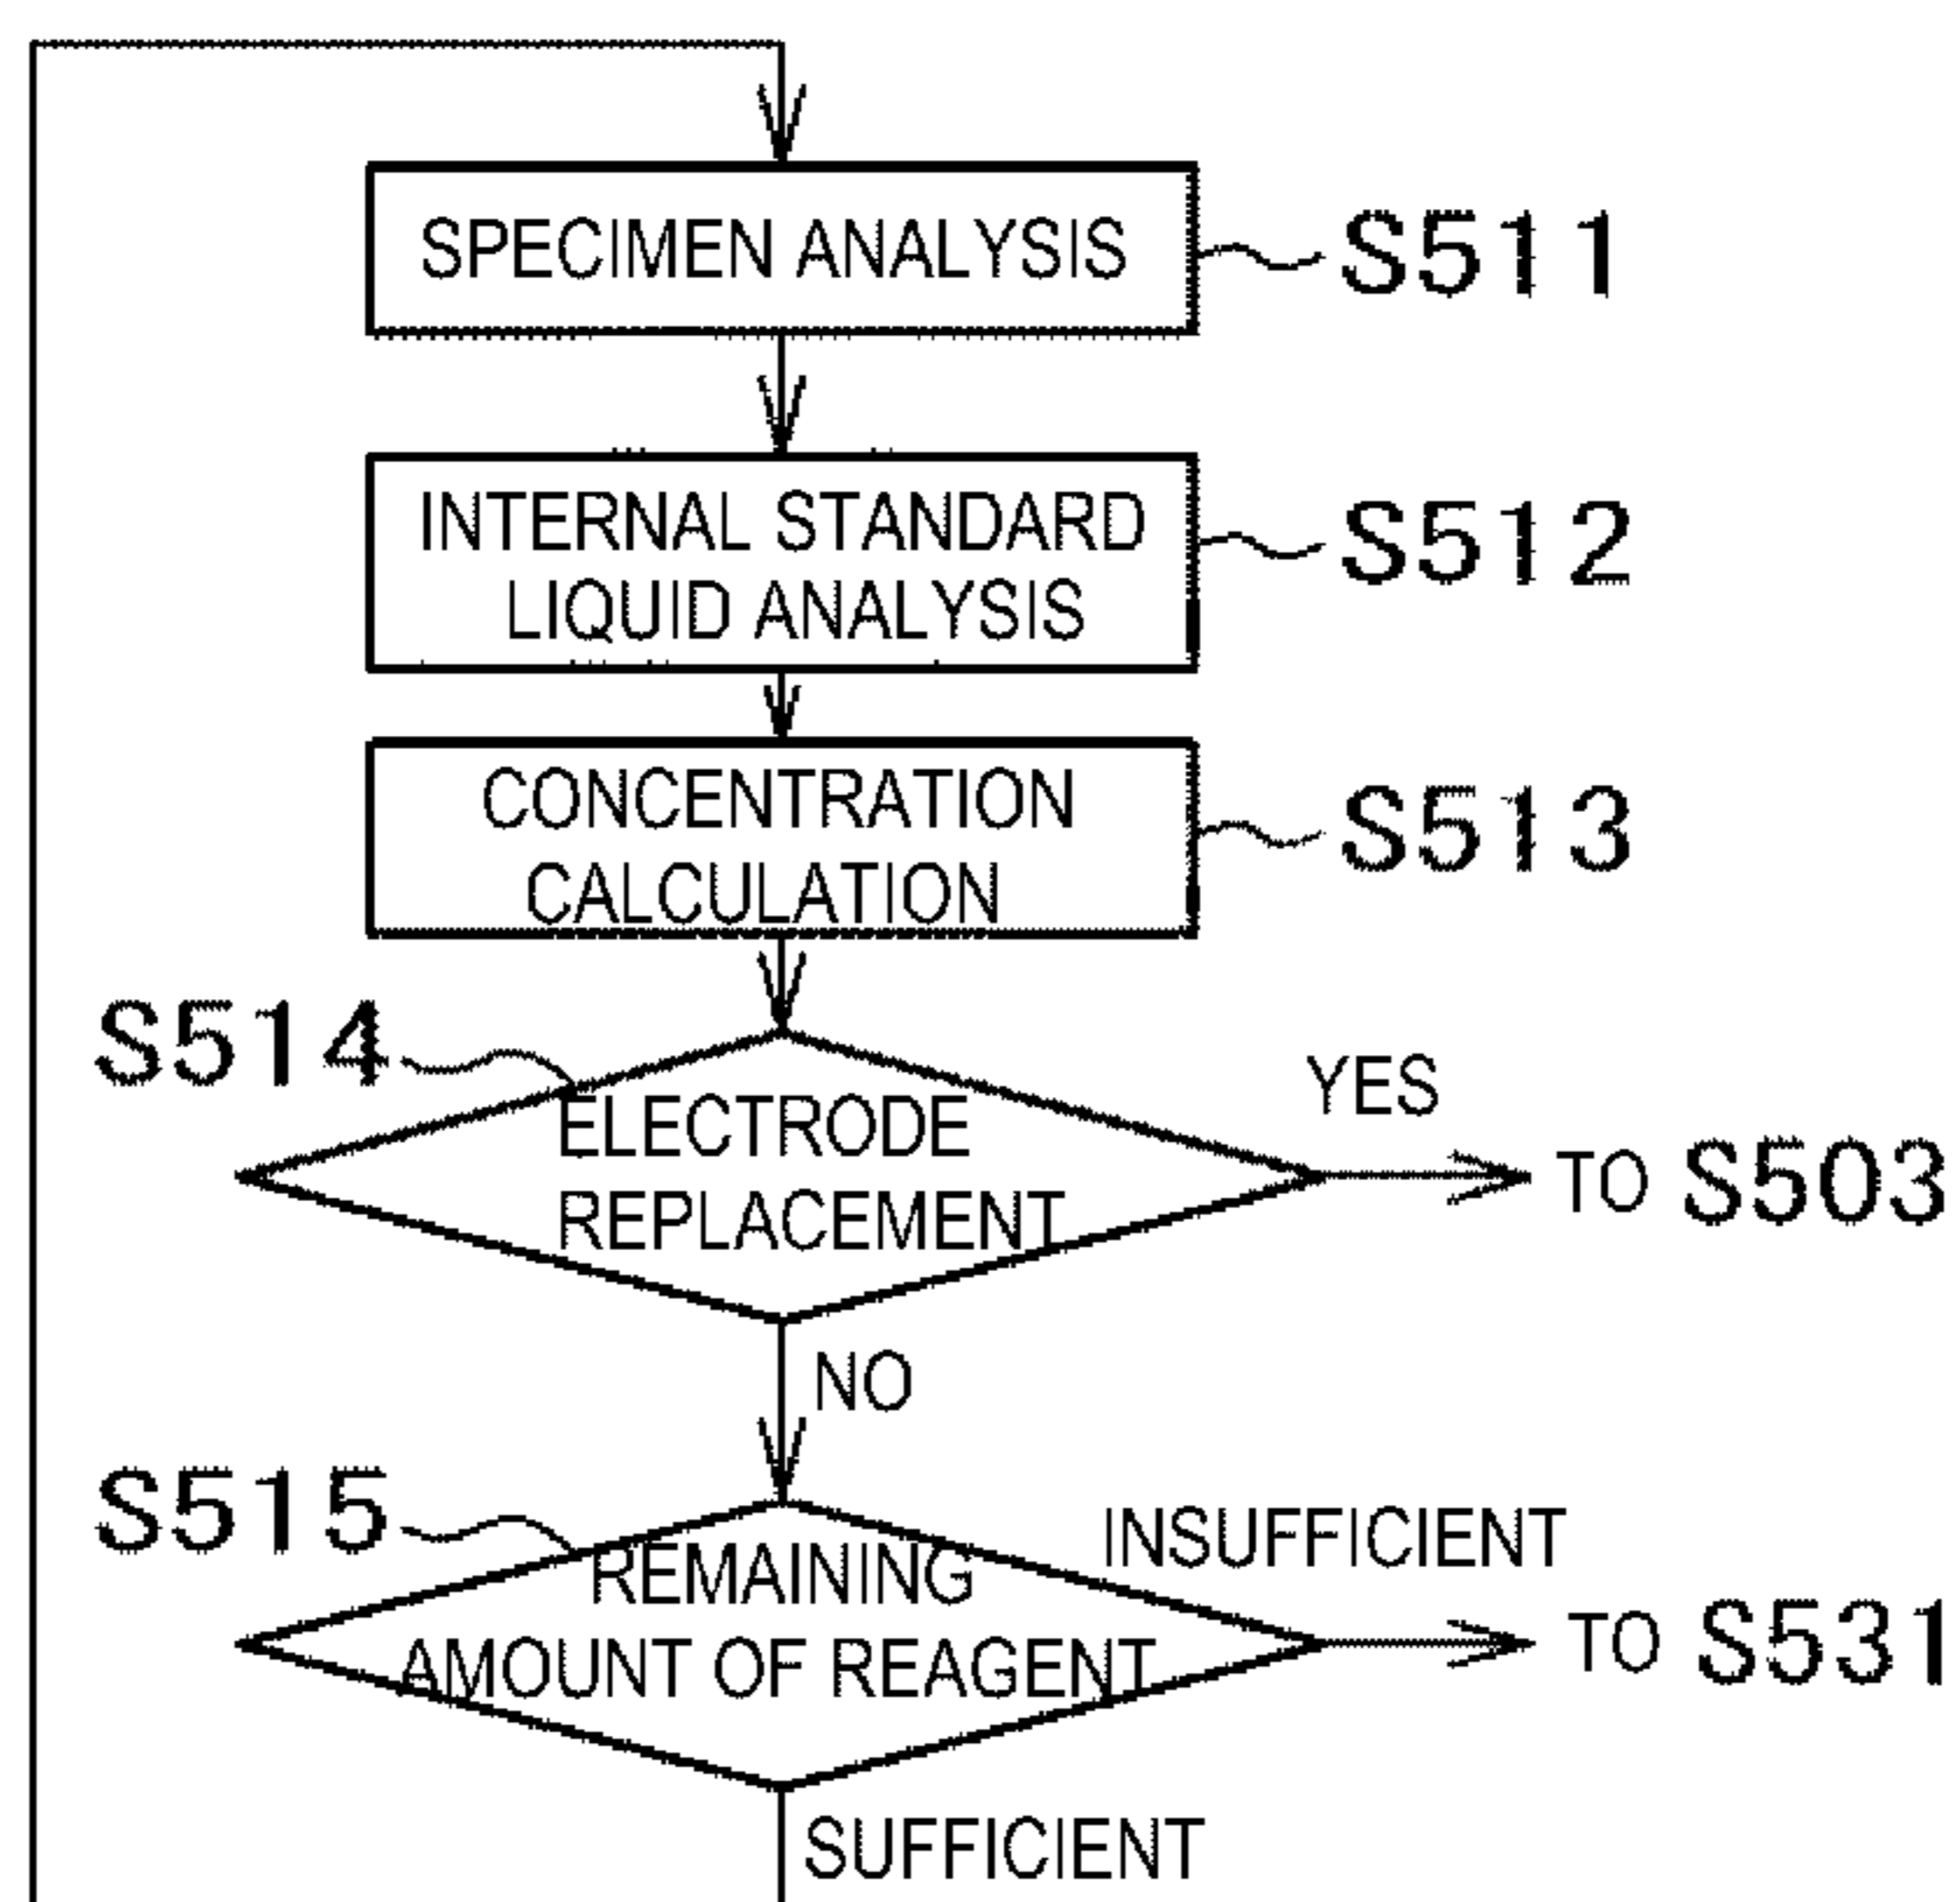 SPECIMEN ANALYSIS
S511
INTERNAL STANDARD
LIQUID ANALYSIS
S512
CONCENTRATION
CALCULATION
S513
S514
ELECTRODE
REPLACEMENT
YES
TO S503
NO
S515
REMAINING
AMOUNT OF REAGENT
INSUFFICIENT
TO S531
SUFFICIENT